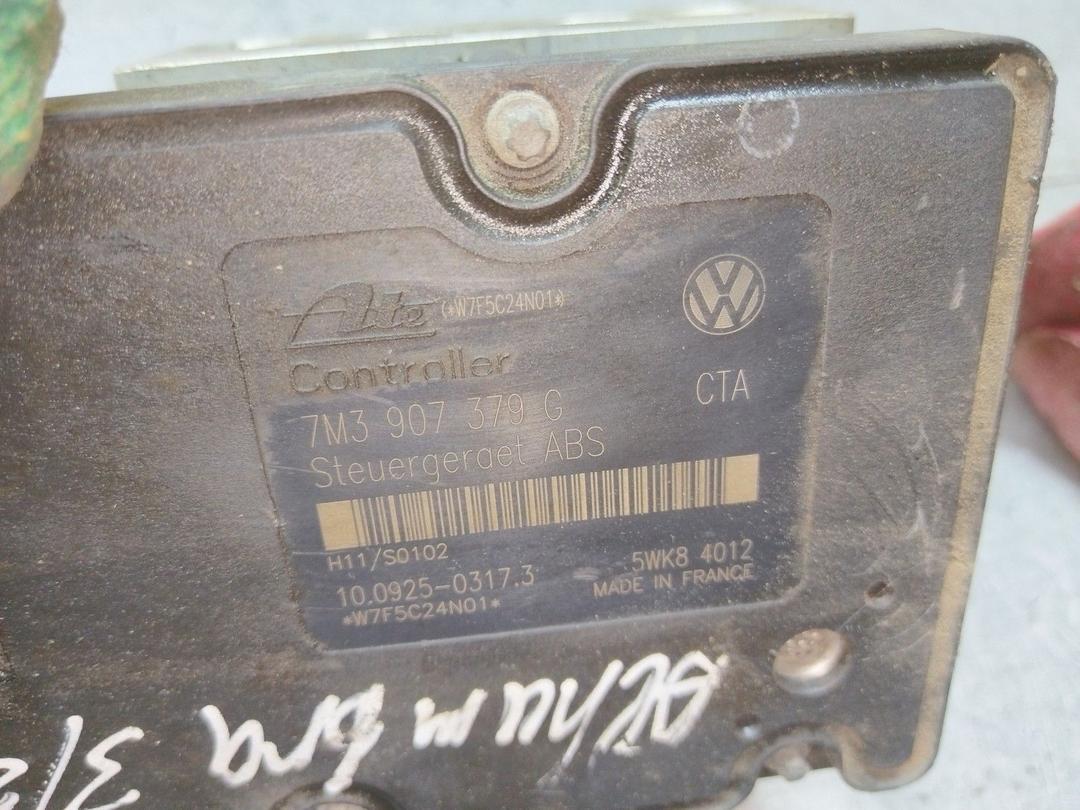 Ate (*W7F5C24N01*)
Controller
CTA
7M3 907 379 G
Steuergeraet ABS
H11/S0102
10.0925-0317.3
5WK8 4012
*W7F5C24N01*
MADE IN FRANCE